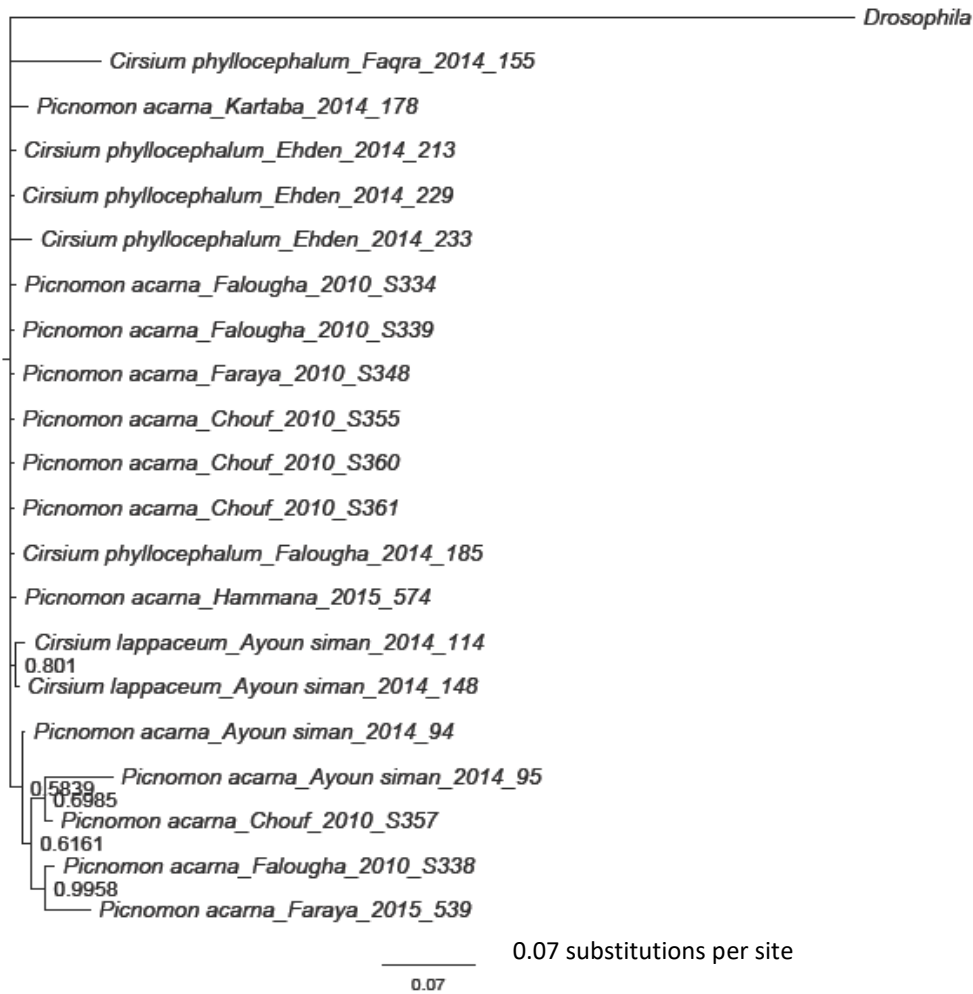 Drosophila
Cirsium phyllocephalum_Faqra_2014_155
Picnomon acarna_Kartaba_2014_178
Cirsium phyllocephalum_Ehden_2014_213
Cirsium phyllocephalum_Ehden_2014_229
Cirsium phyllocephalum_Ehden_2014_233
Picnomon acarna_Falougha_2010_S334
Picnomon acarna_Falougha_2010_S339
Picnomon acarna_Faraya_2010_S348
Picnomon acarna_Chouf_2010_S355
Picnomon acarna_Chouf_2010_S360
Picnomon acarna_Chouf_2010_S361
Cirsium phyllocephalum_Falougha_2014_185
Picnomon acarna_Hammana_2015_574
Cirsium lappaceum_Ayoun siman_2014_114
0.801
Cirsium lappaceum_Ayoun siman_2014_148
Picnomon acarna_Ayoun siman_2014_94
Picnomon acarna_Ayoun siman_2014_95
0.5839
0.6985
Picnomon acarna_Chouf_2010_S357
0.6161
Picnomon acarna_Falougha_2010_S338
0.9958
Picnomon acarna_Faraya_2015_539
0.07 substitutions per site
0.07